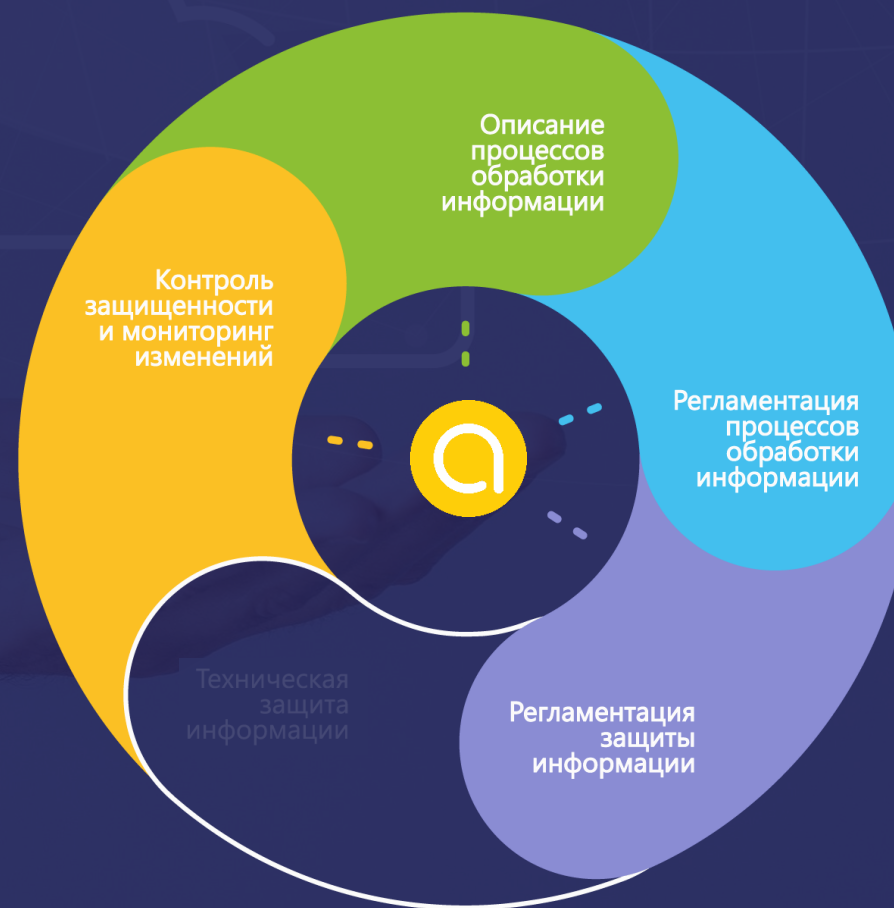 Описание
процессов
обработки
информации
Контроль
защищенности
и мониторинг
изменений
Регламентация
процессов
обработки
информации
Техническая
защита
информации
Регламентация
защиты
информации